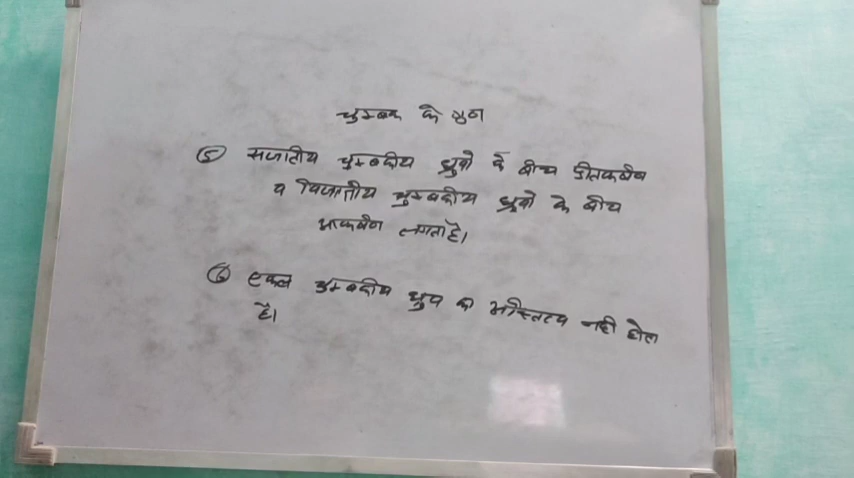 चुम्बक के गुण
⑤ सजातीय चुम्बकीय ध्रुवो के बीच प्रतिकर्षण
व विजातीय चुम्बकीय ध्रुवो के बीच
आकर्षण लगता है।
⑥ एकल चुम्बकीय ध्रुव का अस्तित्व नही होता
है।